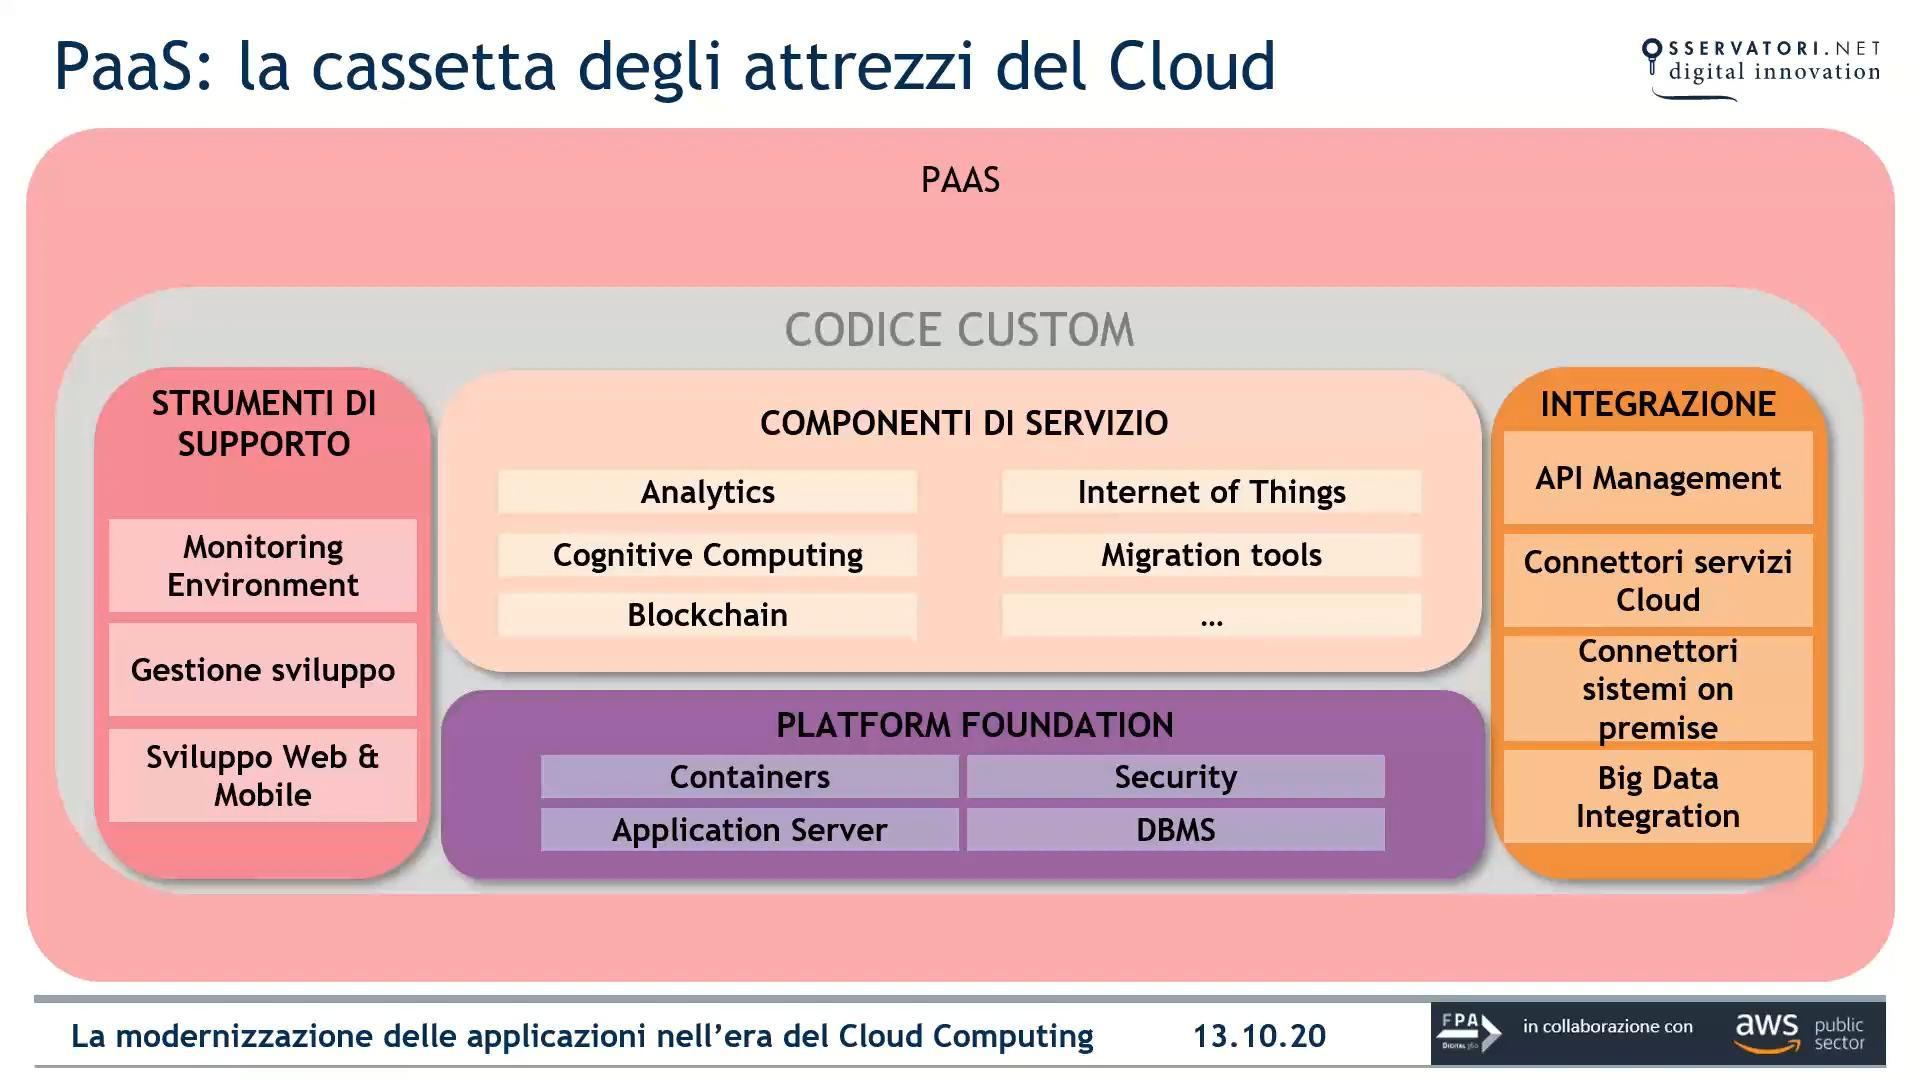 PaaS: la cassetta degli attrezzi del Cloud
OSSERVATORI.NET
digital innovation
PAAS
CODICE CUSTOM
STRUMENTI DI
SUPPORTO
Monitoring
Environment
Gestione sviluppo
Sviluppo Web &
Mobile
COMPONENTI DI SERVIZIO
Analytics
Internet of Things
Cognitive Computing
Migration tools
Blockchain
...
PLATFORM FOUNDATION
Containers
Security
Application Server
DBMS
INTEGRAZIONE
API Management
Connettori servizi
Cloud
Connettori
sistemi on
premise
Big Data
Integration
La modernizzazione delle applicazioni nell’era del Cloud Computing
13.10.20
FPA
DIGITAL 360
in collaborazione con
aws
public
sector